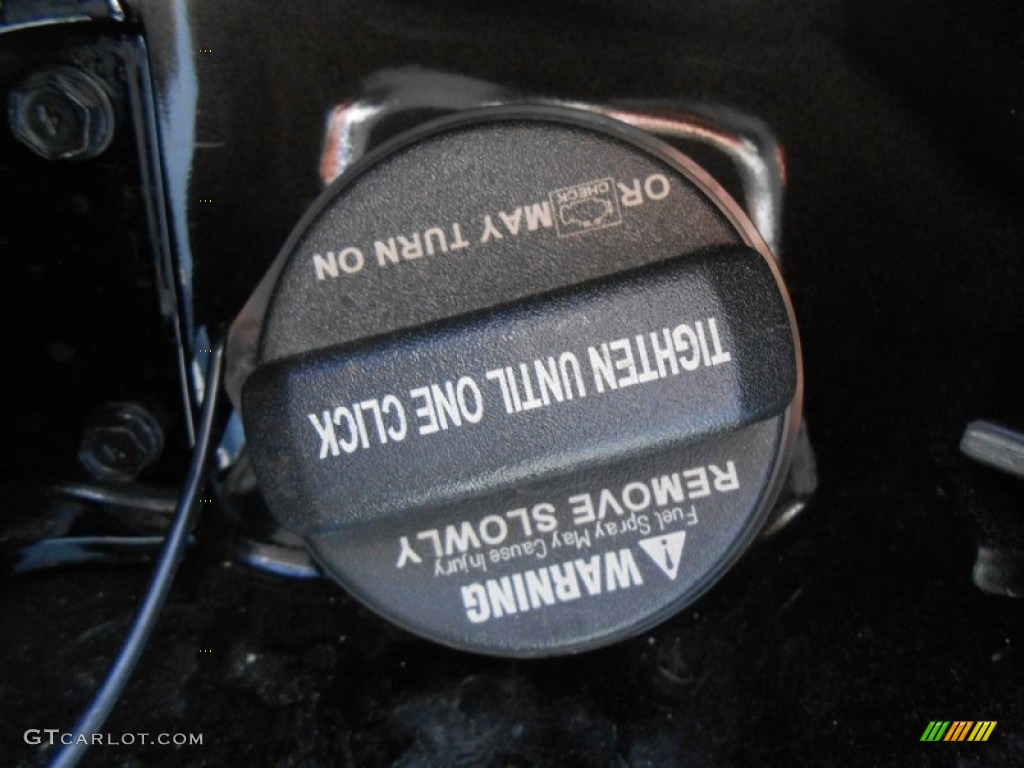 ⚠ WARNING
Fuel Spray May Cause Injury
REMOVE SLOWLY
TIGHTEN UNTIL ONE CLICK
OR CHECK MAY TURN ON
GTCARLOT.COM